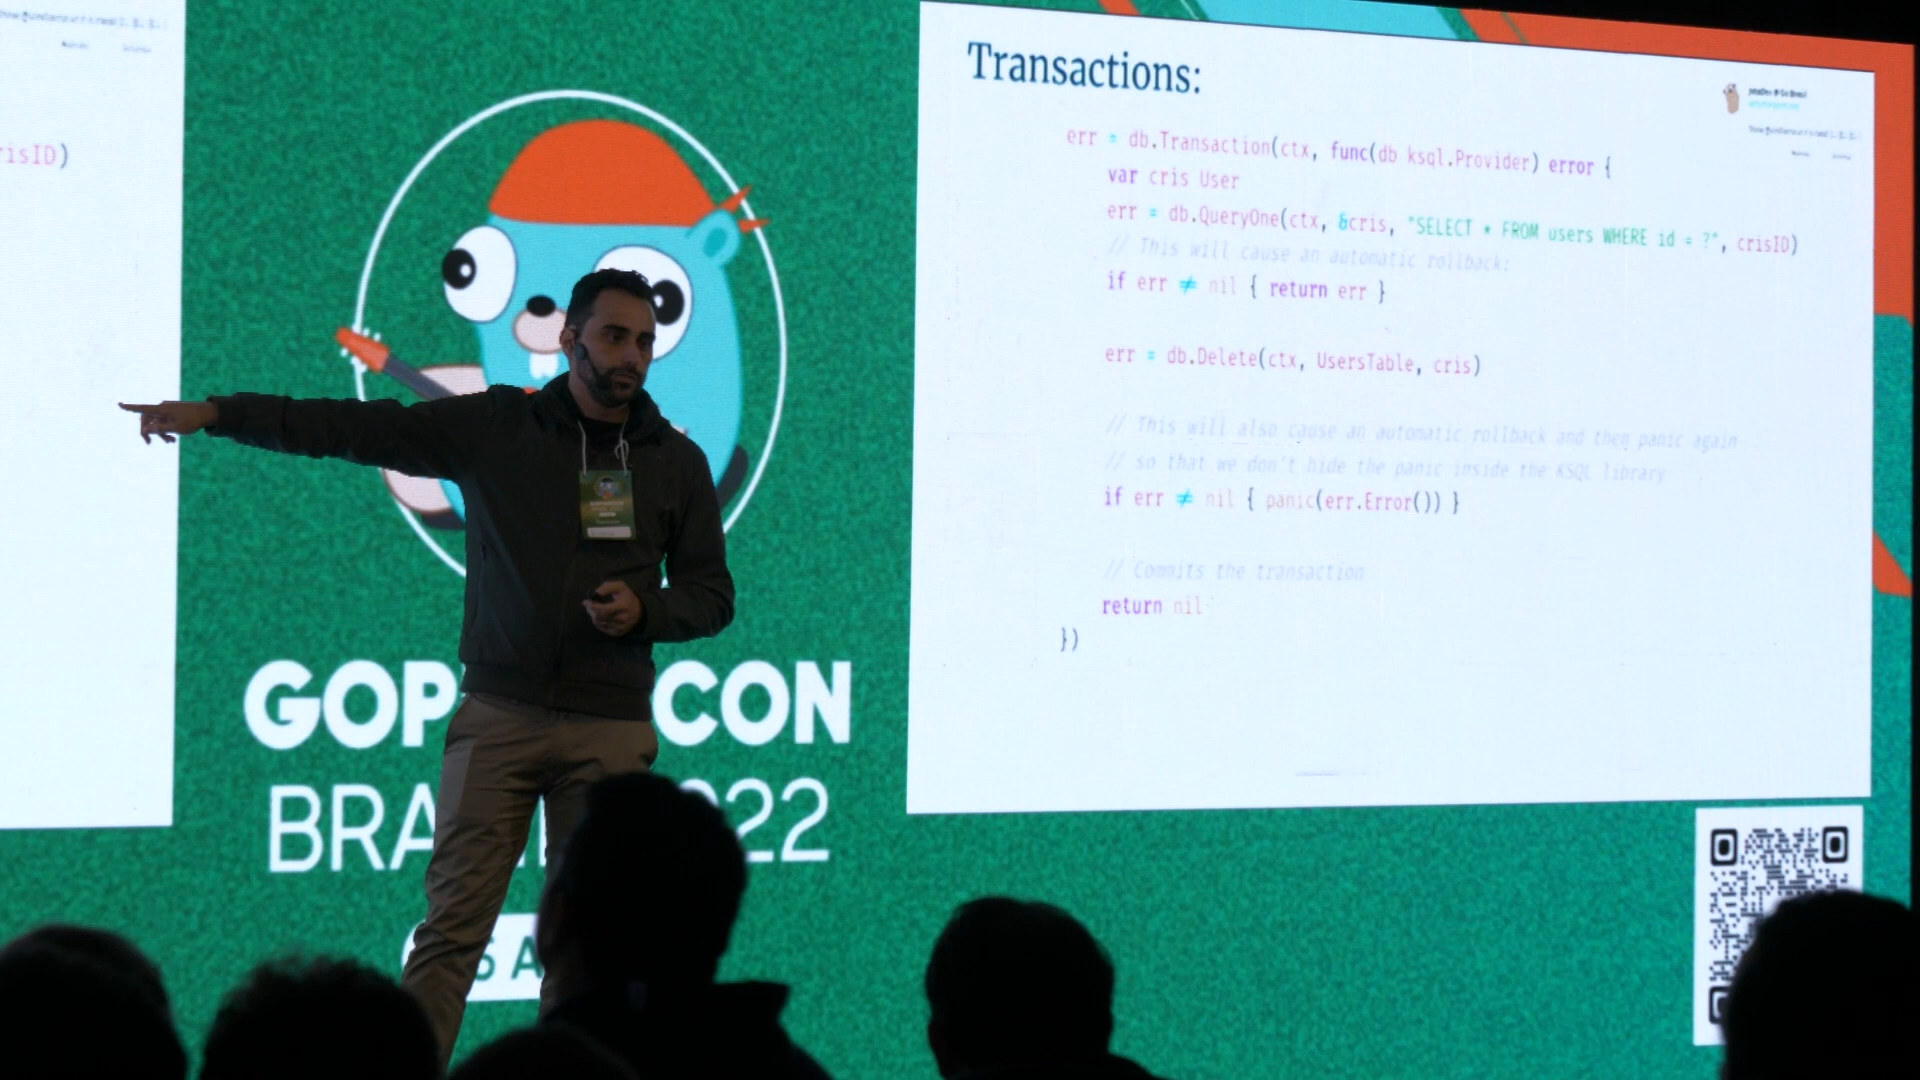 risID)
GOP CON
BRA 022
S A
Transactions:
err = db.Transaction(ctx, func(db ksql.Provider) error {
var cris User
err = db.QueryOne(ctx, &cris, "SELECT * FROM users WHERE id = ?", crisID)
// This will cause an automatic rollback:
if err ≠ nil { return err }
err = db.Delete(ctx, UsersTable, cris)
// This will also cause an automatic rollback and then panic again
// so that we don't hide the panic inside the KSQL library
if err ≠ nil { panic(err.Error()) }
// Commits the transaction
return nil
})